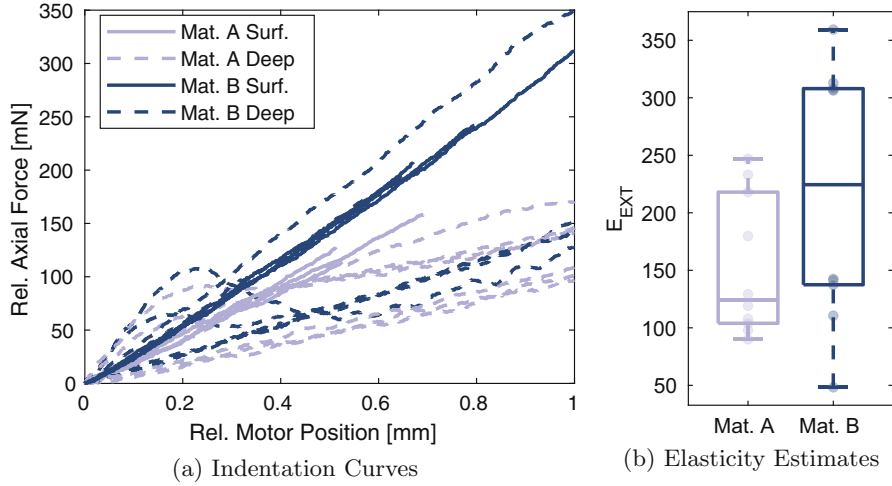 350
300
250
200
150
100
50
0
Rel. Axial Force [mN]
Mat. A Surf.
Mat. A Deep
Mat. B Surf.
Mat. B Deep
0 0.2 0.4 0.6 0.8 1
Rel. Motor Position [mm]
(a) Indentation Curves
350
300
250
200
150
100
50
E_EXT
Mat. A Mat. B
(b) Elasticity Estimates